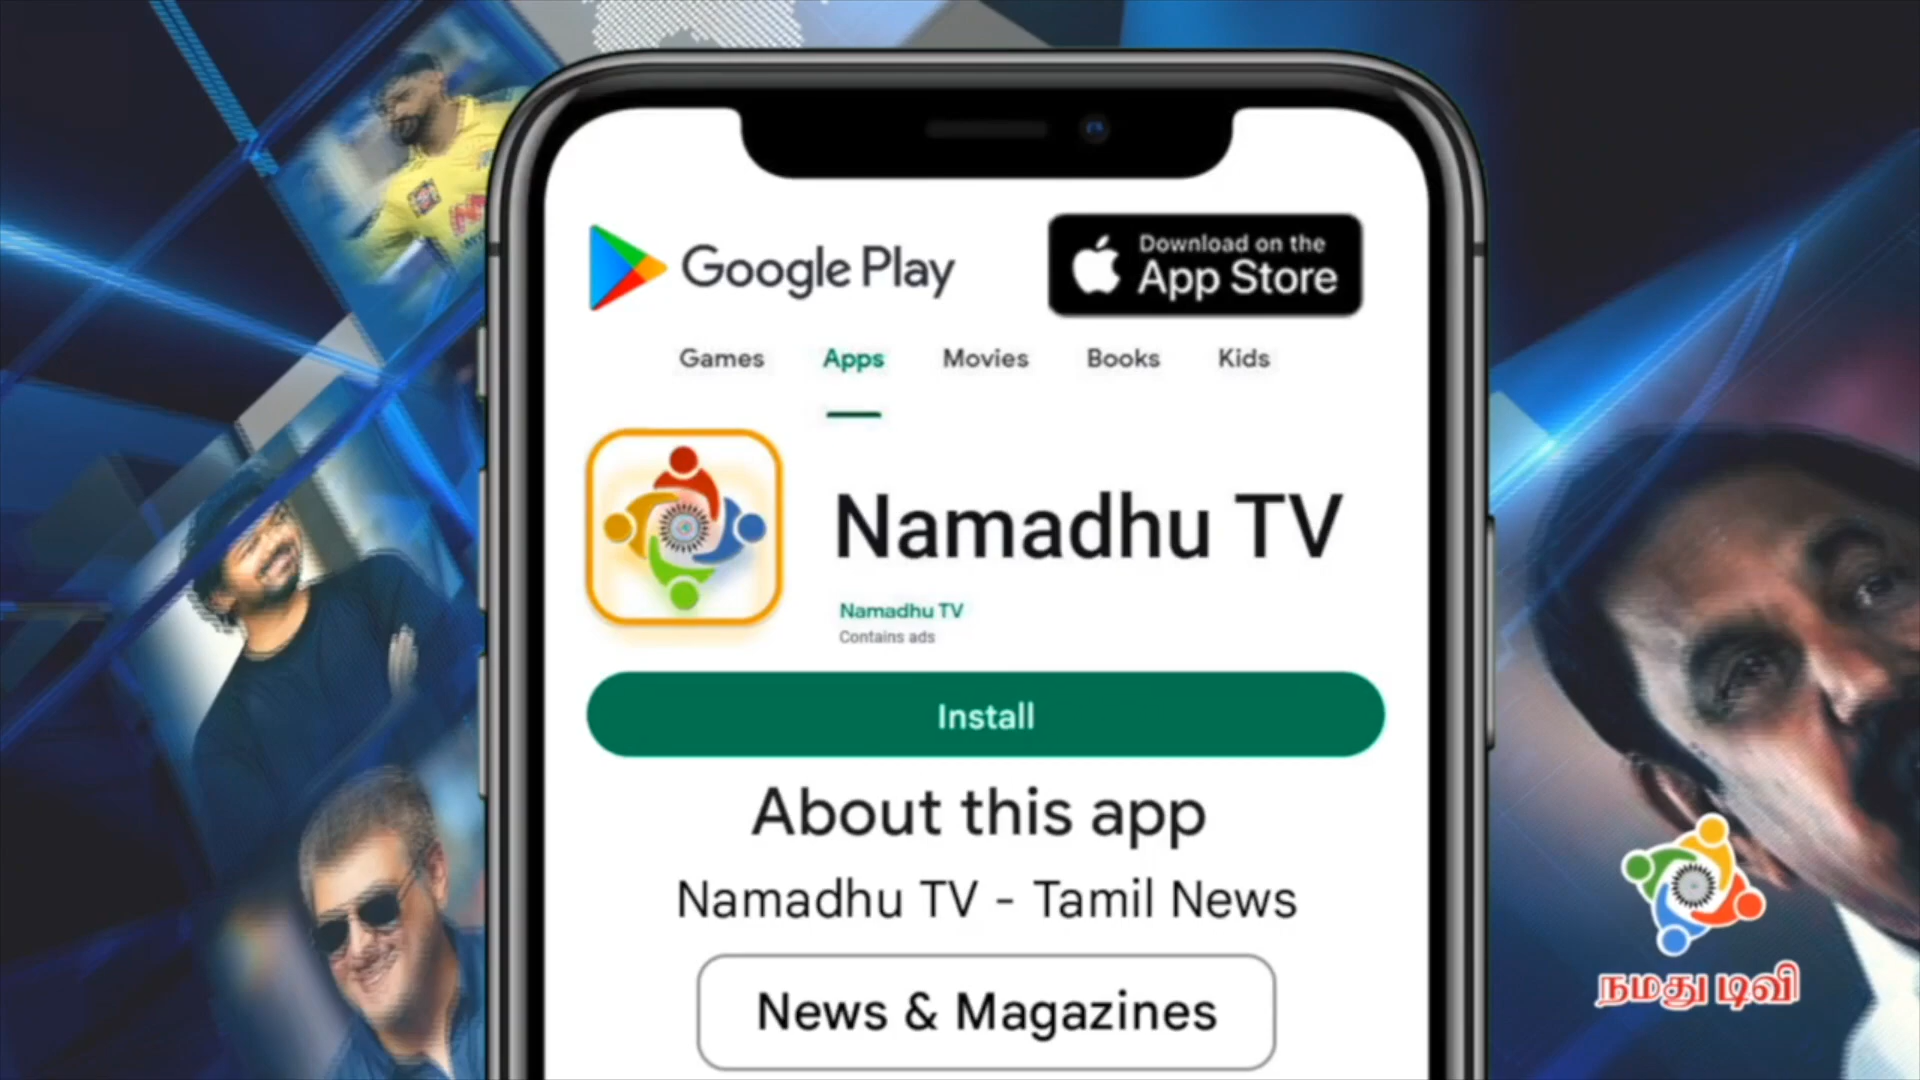 Google Play
Download on the
App Store
Games Apps Movies Books Kids
Namadhu TV
Namadhu TV
Contains ads
Install
About this app
Namadhu TV - Tamil News
News & Magazines
நமது டிவி